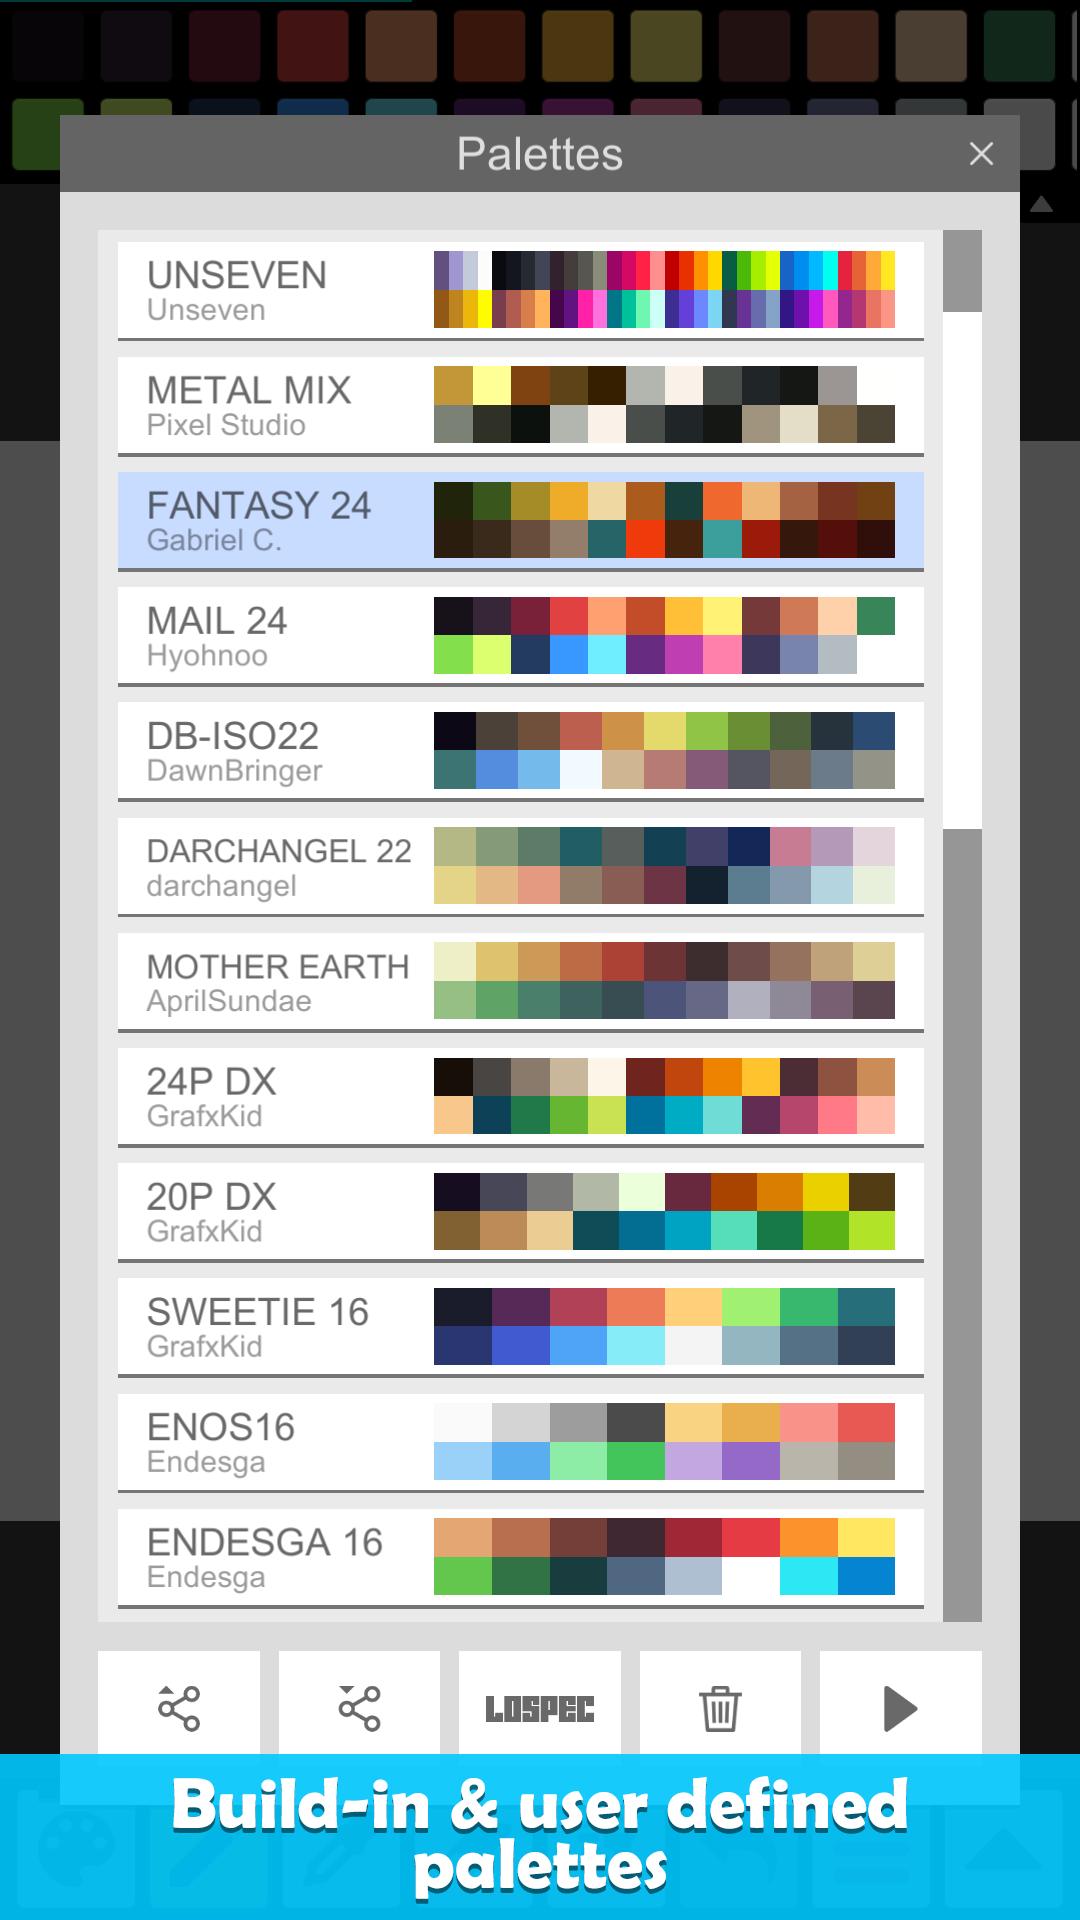 Palettes
UNSEVEN
Unseven
METAL MIX
Pixel Studio
FANTASY 24
Gabriel C.
MAIL 24
Hyohnoo
DB-ISO22
DawnBringer
DARCHANGEL 22
darchangel
MOTHER EARTH
AprilSundae
24P DX
GrafxKid
20P DX
GrafxKid
SWEETIE 16
GrafxKid
ENOS16
Endesga
ENDESGA 16
Endesga
LOSPEC
Build-in & user defined
palettes